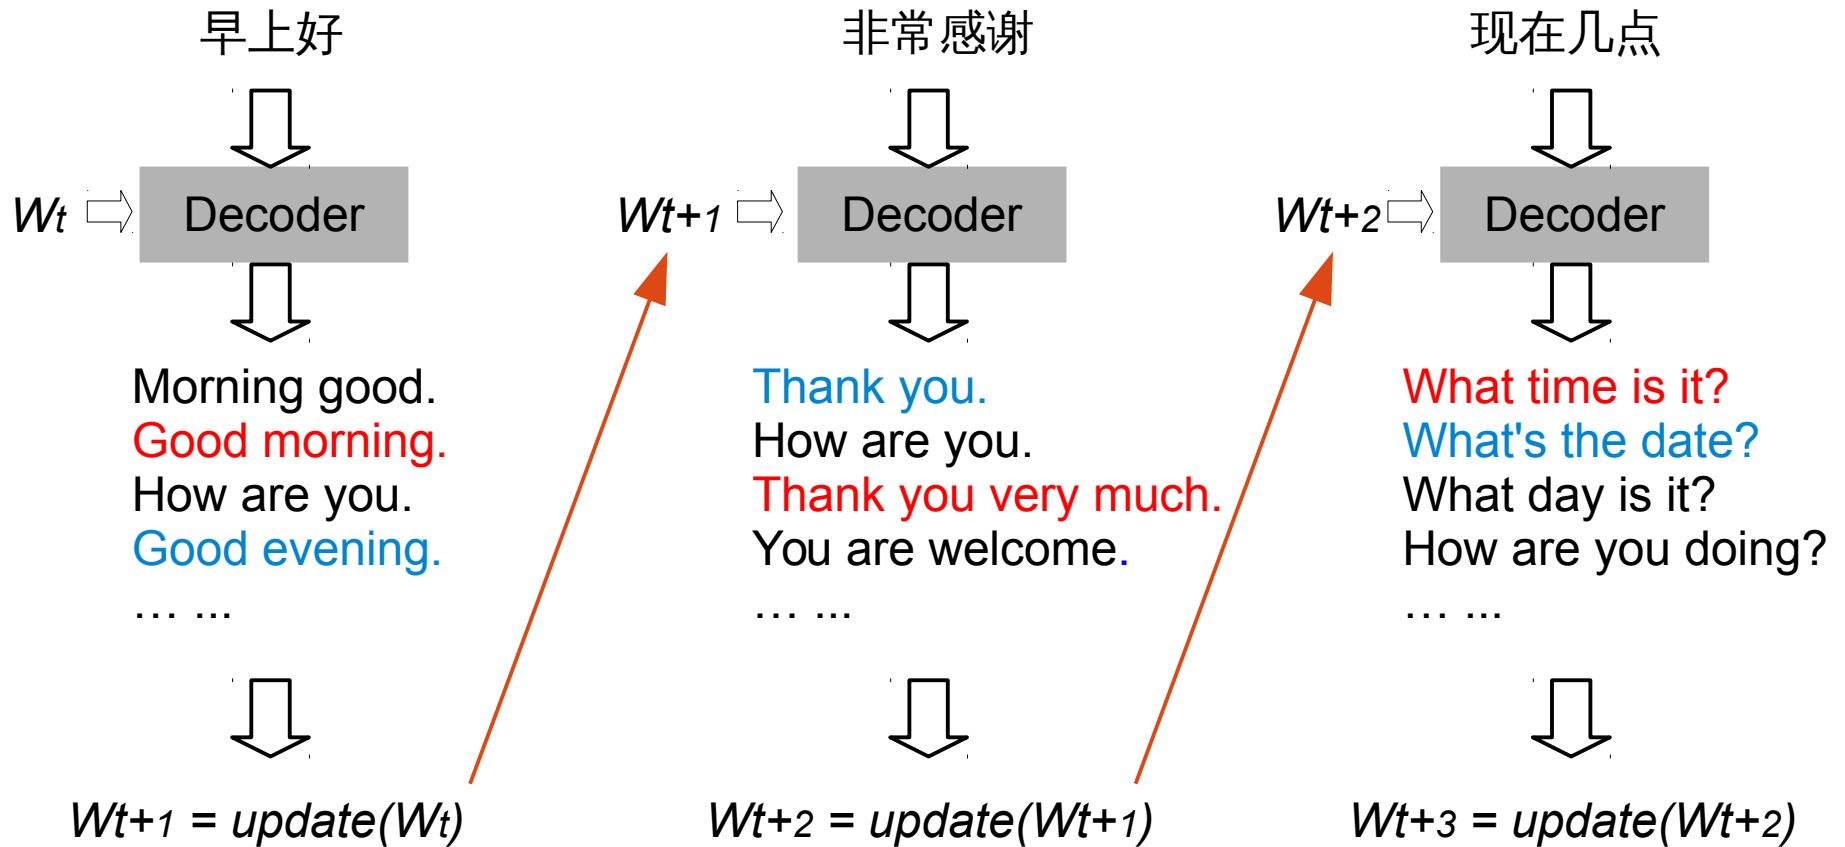 早上好
Wt
Decoder
Morning good.
Good morning.
How are you.
Good evening.
... ...
Wt+1 = update(Wt)
非常感谢
Wt+1
Decoder
Thank you.
How are you.
Thank you very much.
You are welcome.
... ...
Wt+2 = update(Wt+1)
现在几点
Wt+2
Decoder
What time is it?
What's the date?
What day is it?
How are you doing?
... ...
Wt+3 = update(Wt+2)